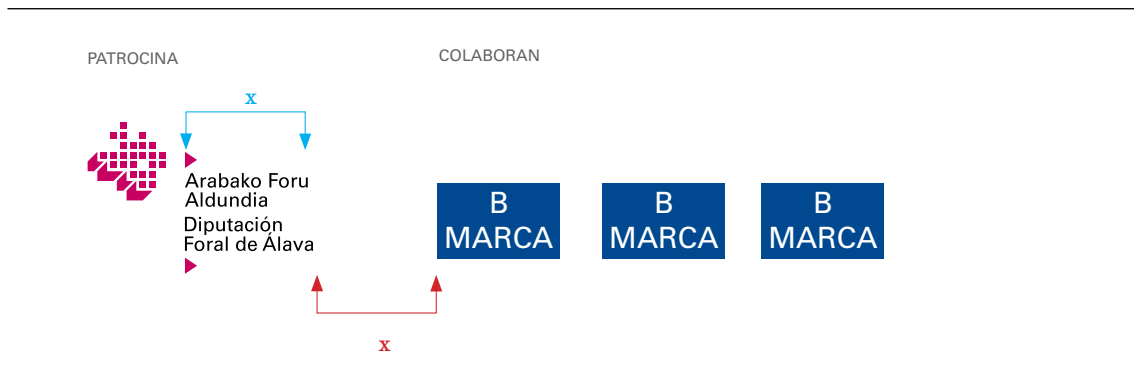 PATROCINA
COLABORAN
x
Arabako Foru
Aldundia
Diputación
Foral de Álava
B
MARCA
B
MARCA
B
MARCA
x